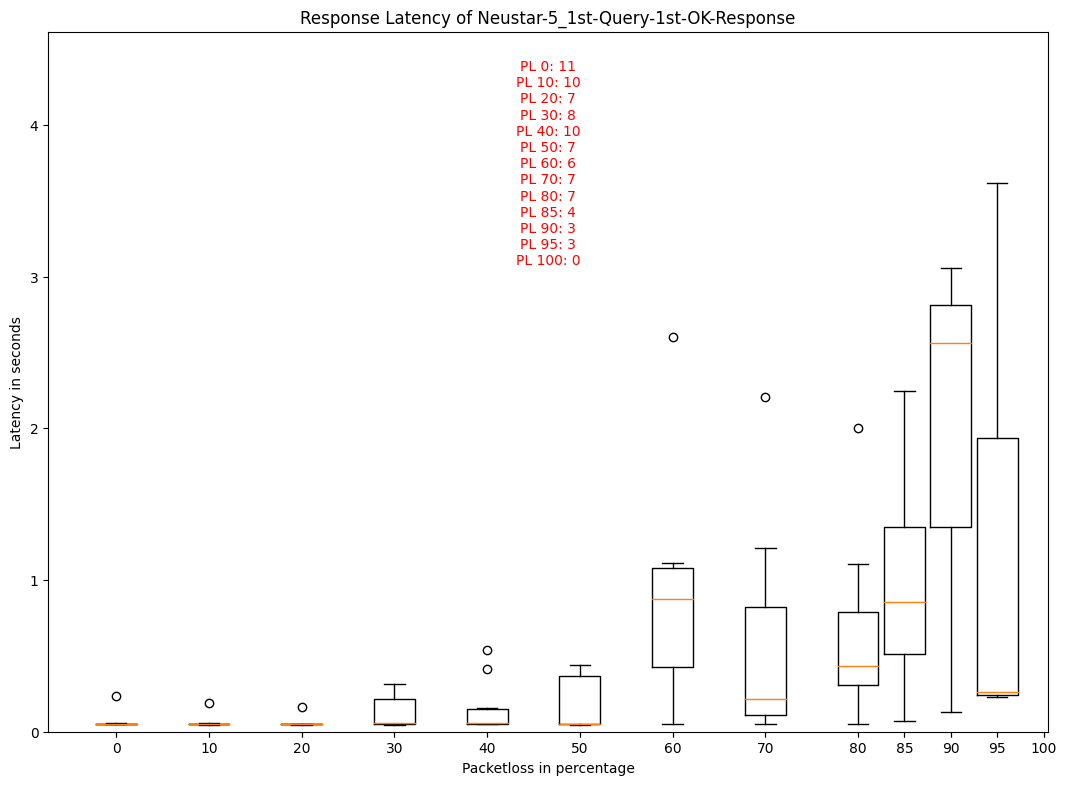 Response Latency of Neustar-5_1st-Query-1st-OK-Response
PL 0: 11
PL 10: 10
PL 20: 7
PL 30: 8
PL 40: 10
PL 50: 7
PL 60: 6
PL 70: 7
PL 80: 7
PL 85: 4
PL 90: 3
PL 95: 3
PL 100: 0
Latency in seconds
4
3
2
1
0
0 10 20 30 40 50 60 70 80 85 90 95 100
Packetloss in percentage